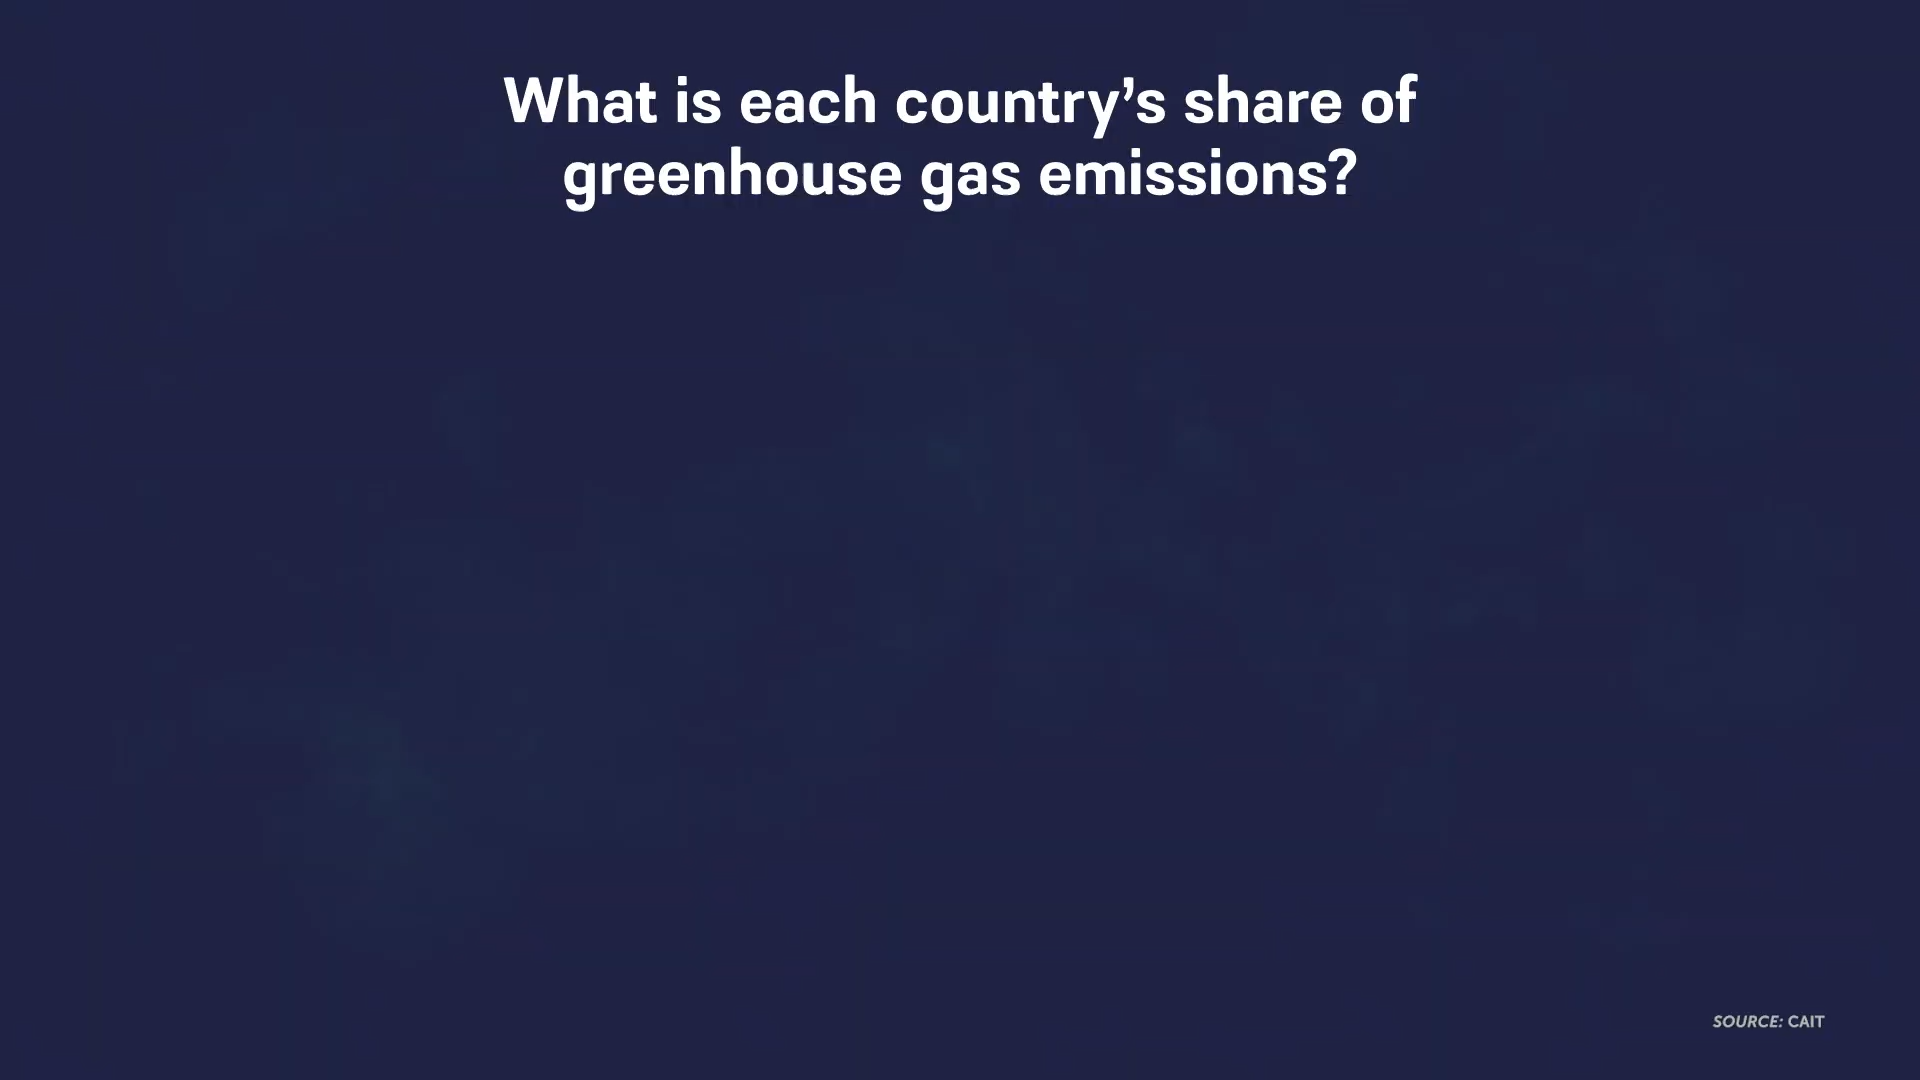 What is each country’s share of
greenhouse gas emissions?
SOURCE: CAIT